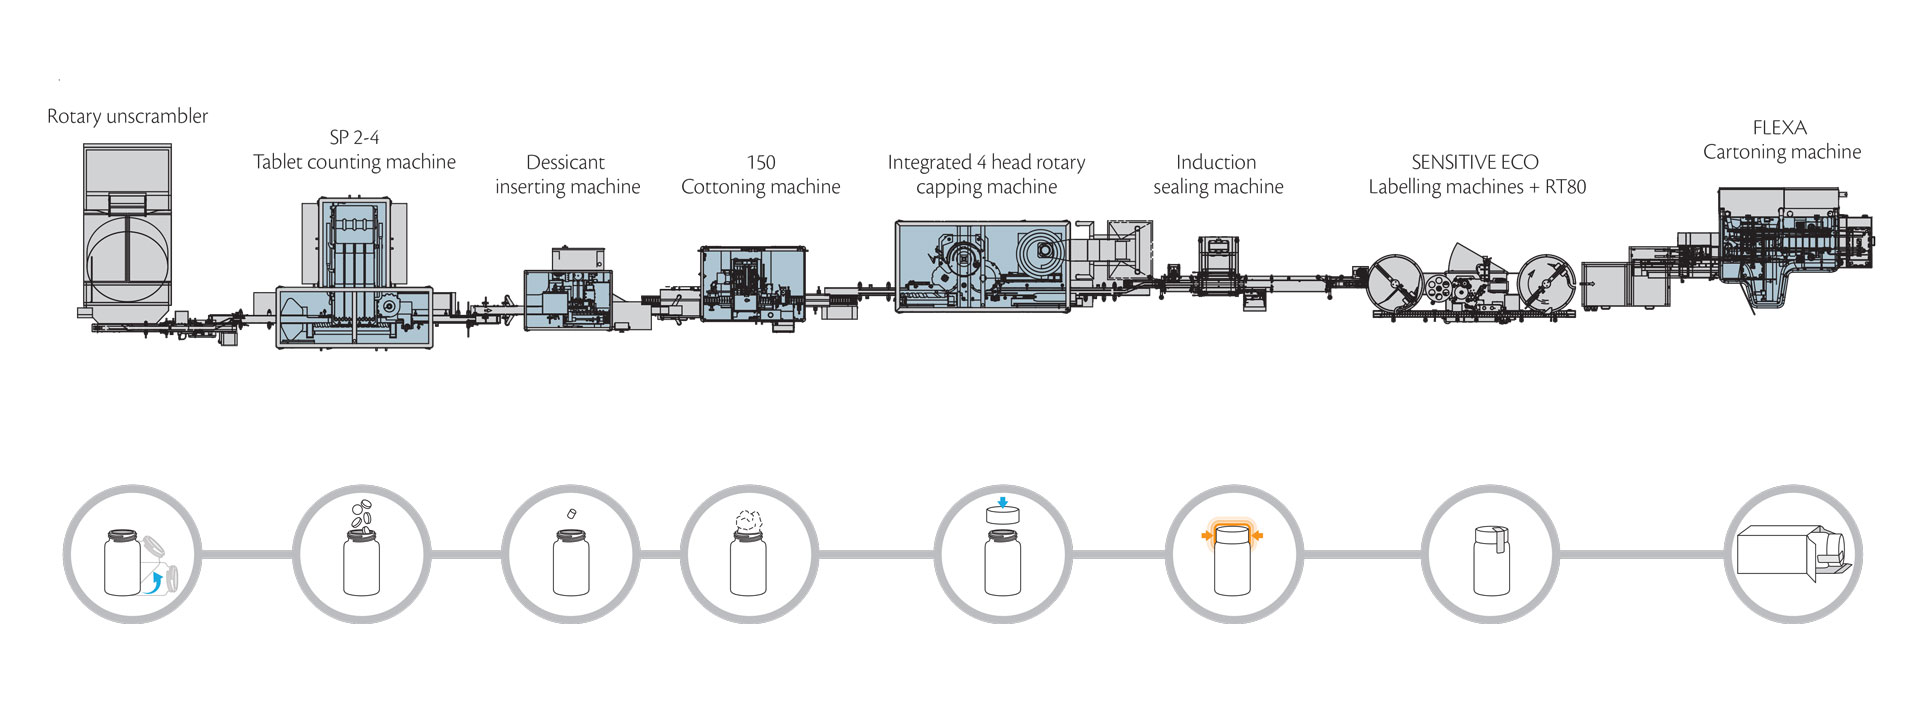 Rotary unscrambler
SP 2-4
Tablet counting machine
Dessicant
inserting machine
150
Cottoning machine
Integrated 4 head rotary
capping machine
Induction
sealing machine
SENSITIVE ECO
Labelling machines + RT80
FLEXA
Cartoning machine